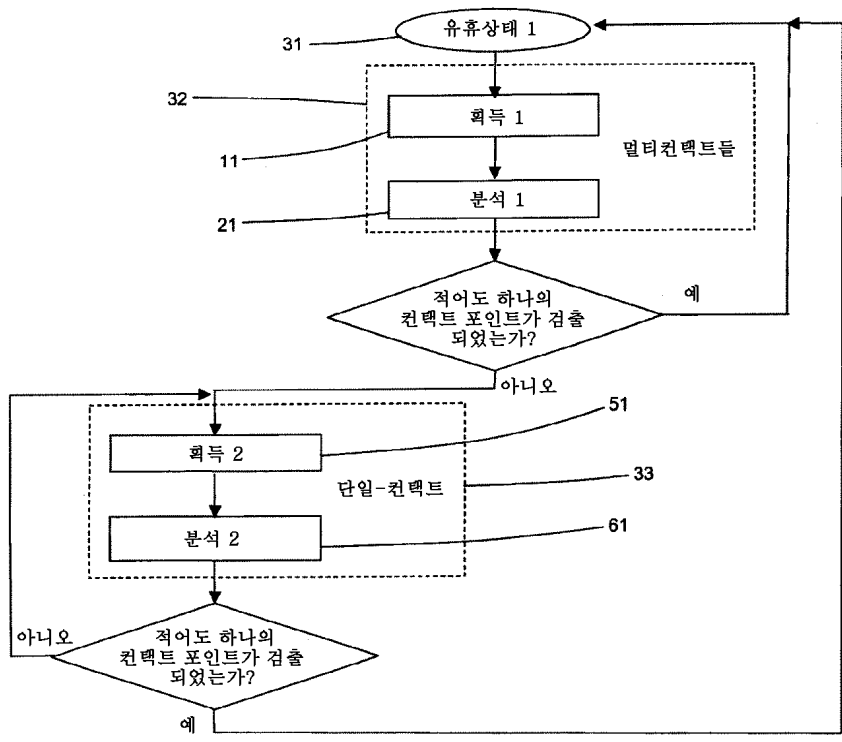 유휴상태 1
31
32
획득 1
11
멀티컨택트들
분석 1
21
적어도 하나의
컨택트 포인트가 검출
되었는가?
예
아니오
51
획득 2
33
단일-컨택트
분석 2
61
아니오
적어도 하나의
컨택트 포인트가 검출
되었는가?
예